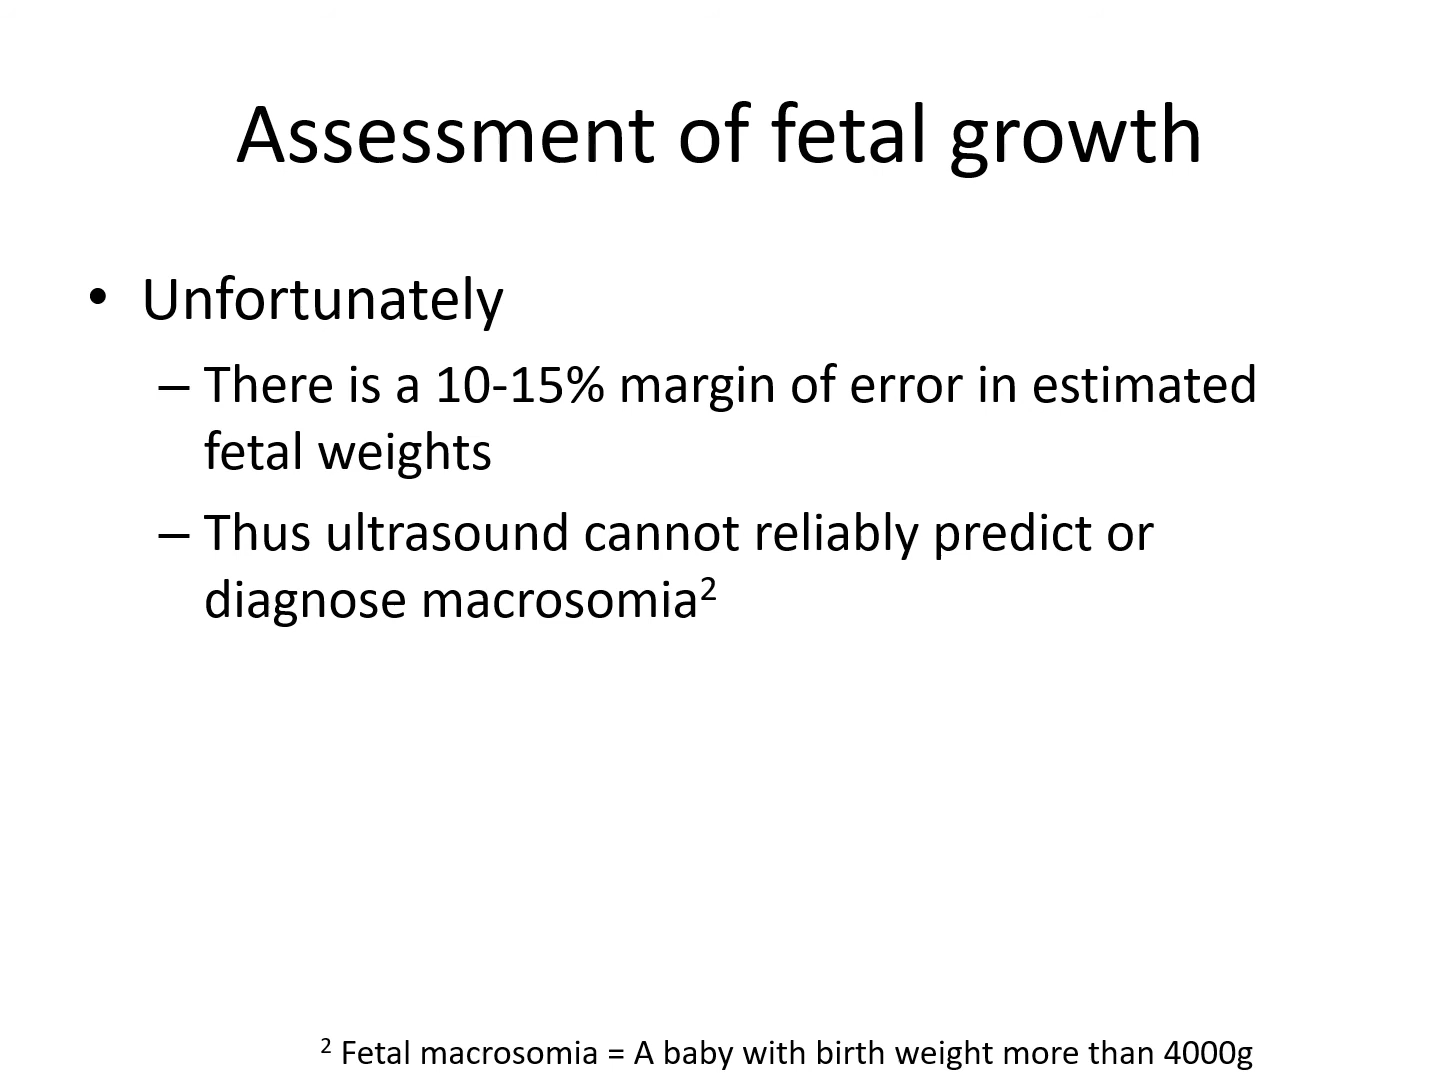 Assessment of fetal growth
• Unfortunately
– There is a 10-15% margin of error in estimated
fetal weights
– Thus ultrasound cannot reliably predict or
diagnose macrosomia²
² Fetal macrosomia = A baby with birth weight more than 4000g